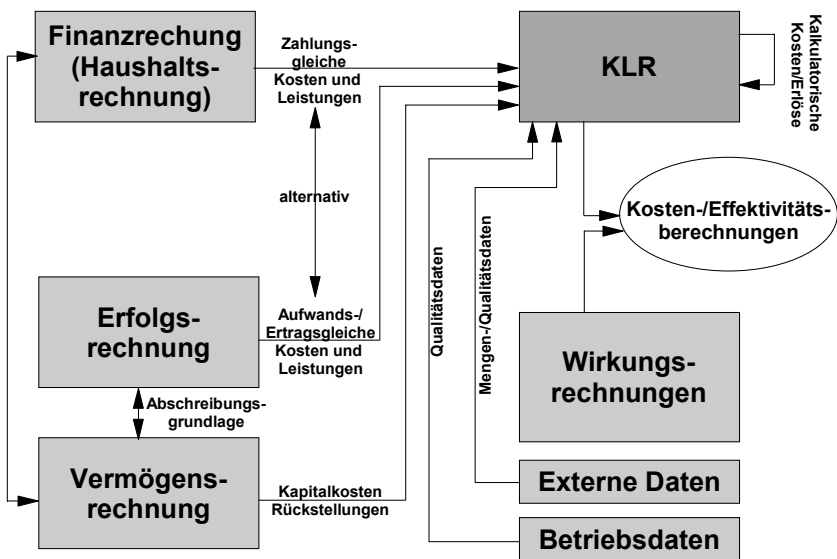 Finanzrechung
(Haushalts-
rechnung)
Zahlungs-
gleiche
Kosten und
Leistungen
KLR
Kalkulatorische
Kosten/Erlöse
alternativ
Kosten-/Effektivitäts-
berechnungen
Qualitätsdaten
Mengen-/Qualitätsdaten
Erfolgs-
rechnung
Aufwands-/
Ertragsgleiche
Kosten und
Leistungen
Wirkungs-
rechnungen
Abschreibungs-
grundlage
Vermögens-
rechnung
Kapitalkosten
Rückstellungen
Externe Daten
Betriebsdaten